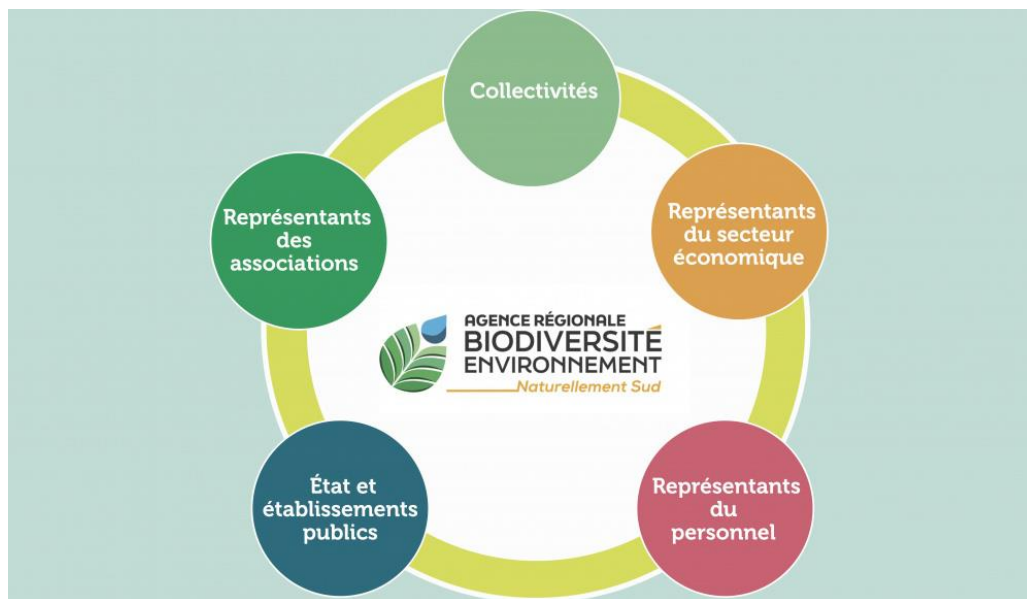 Collectivités
Représentants
des
associations
Représentants
du secteur
économique
AGENCE RÉGIONALE
BIODIVERSITÉ
ENVIRONNEMENT
Naturellement Sud
État et
établissements
publics
Représentants
du
personnel